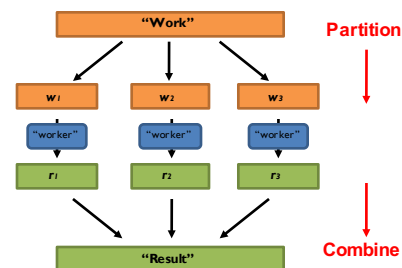 “Work”
Partition
w1 w2 w3
“worker” “worker” “worker”
r1 r2 r3
“Result”
Combine